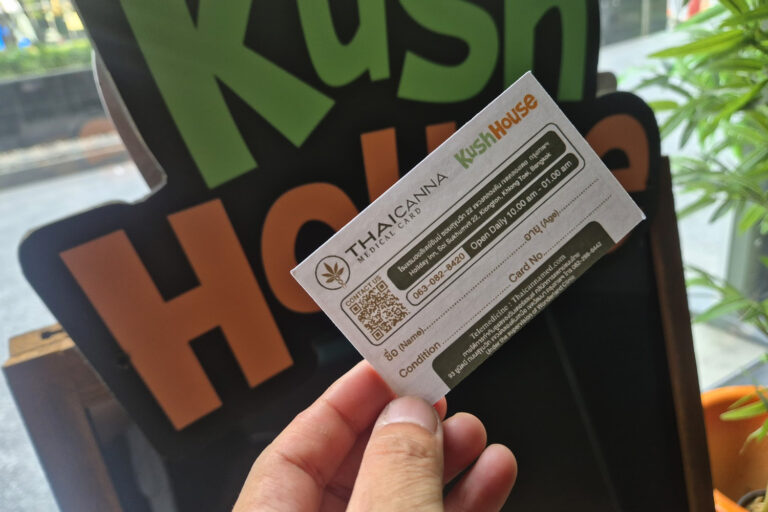 Kush
House
KushHouse
THAICANNA
MEDICAL CARD
Holiday Inn, Soi Sukhumvit 22, Klongton, Khlong Toei, Bangkok
063-082-8420 Open Daily 10.00 am - 01.00 am
CONTACT US
ชื่อ (Name)
อายุ (Age)
Condition
Card No.
Telemedicine : Thaicannamed.com